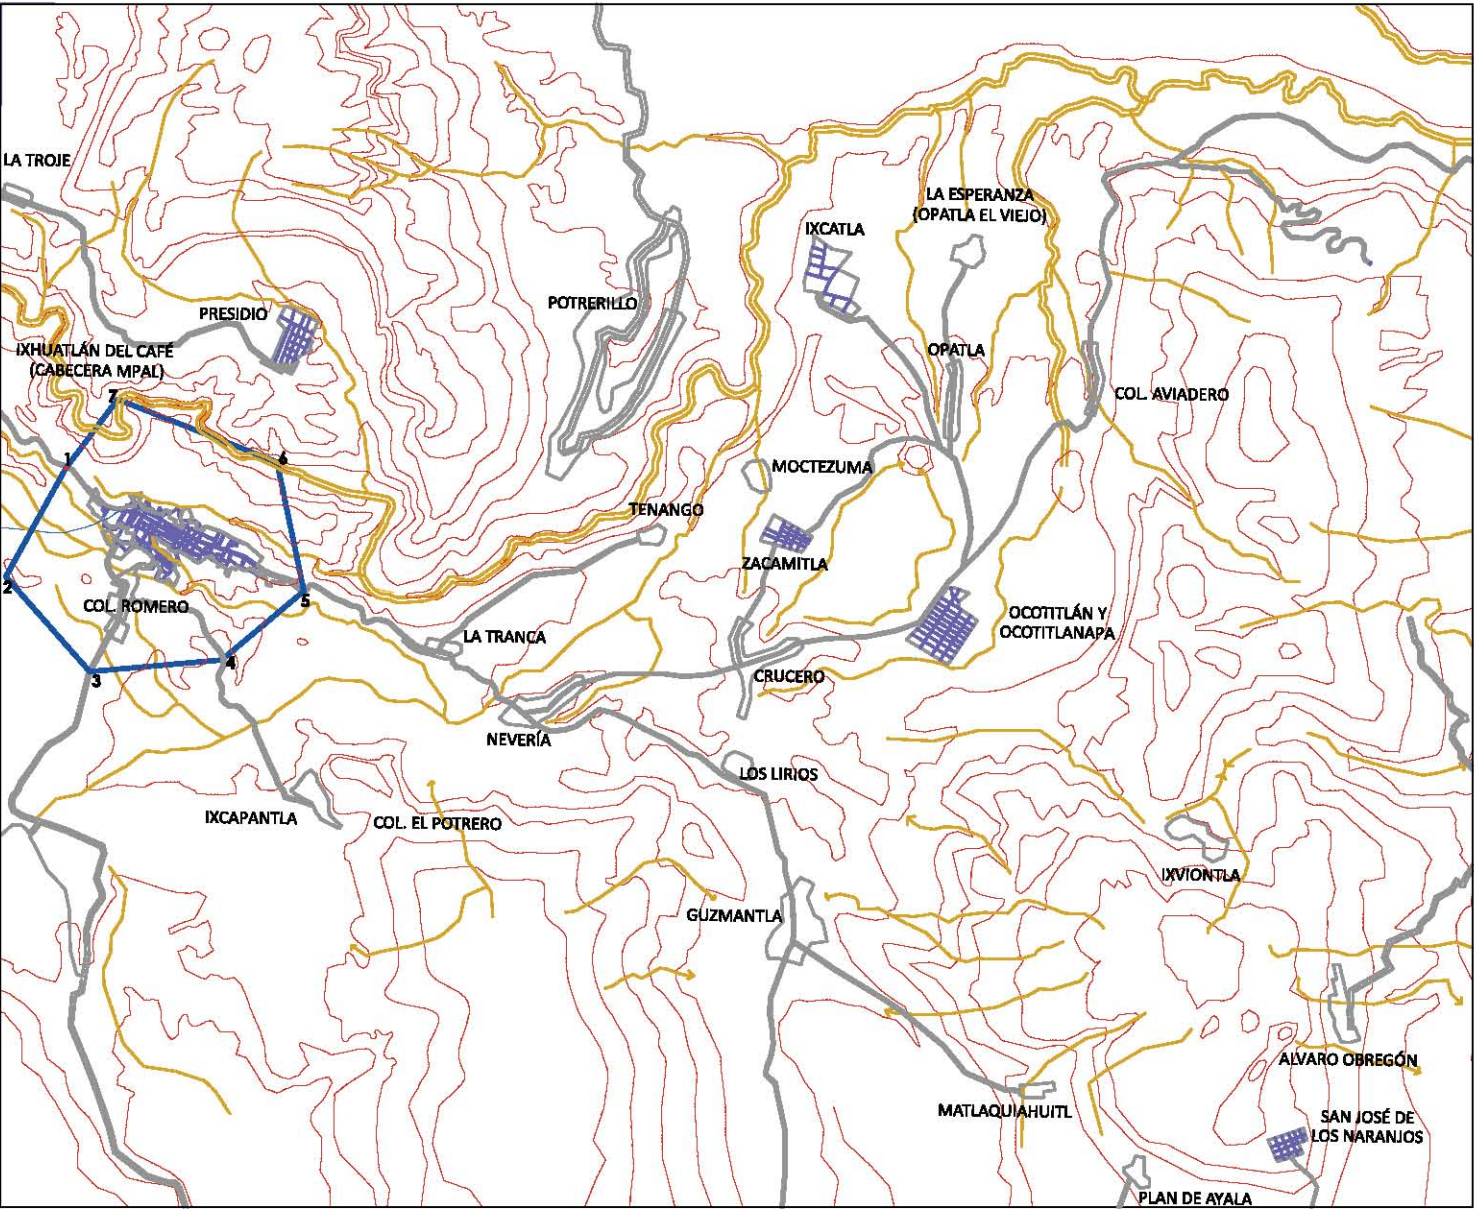 LA TROJE
LA ESPERANZA
(OPATLA EL VIEJO)
IXCATLA
POTRERILLO
PRESIDIO
IXHUATLÁN DEL CAFÉ
(CABECERA MPAL)
OPATLA
COL. AVIADERO
7
1
6
MOCTEZUMA
TENANGO
ZACAMITLA
2
COL. ROMERO
5
OCOTITLÁN Y
OCOTITLANAPA
LA TRANCA
4
3
CRUCERO
NEVERÍA
LOS LIRIOS
IXCAPANTLA
COL. EL POTRERO
IXVIONTLA
GUZMANTLA
ALVARO OBREGÓN
MATLAQUIAHUITL
SAN JOSÉ DE
LOS NARANJOS
PLAN DE AYALA